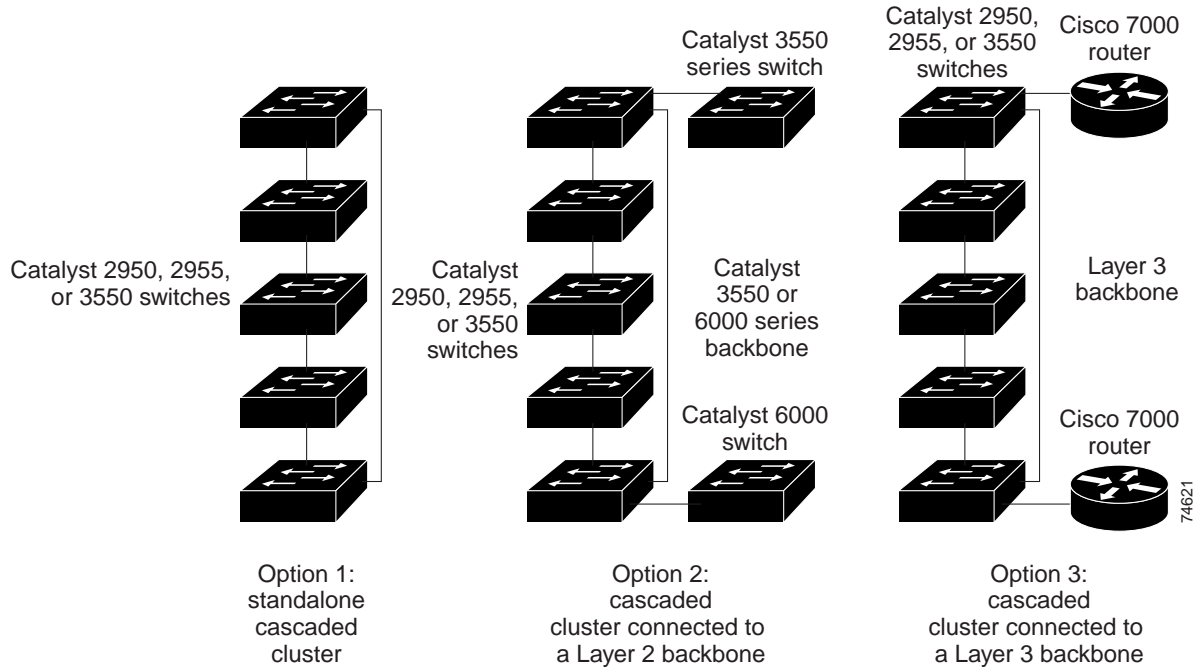 Catalyst 3550
series switch
Catalyst 2950,
2955, or 3550
switches
Cisco 7000
router
Catalyst 2950, 2955,
or 3550 switches
Catalyst
2950, 2955,
or 3550
switches
Catalyst
3550 or
6000 series
backbone
Layer 3
backbone
Catalyst 6000
switch
Cisco 7000
router
74621
Option 1:
standalone
cascaded
cluster
Option 2:
cascaded
cluster connected to
a Layer 2 backbone
Option 3:
cascaded
cluster connected to
a Layer 3 backbone